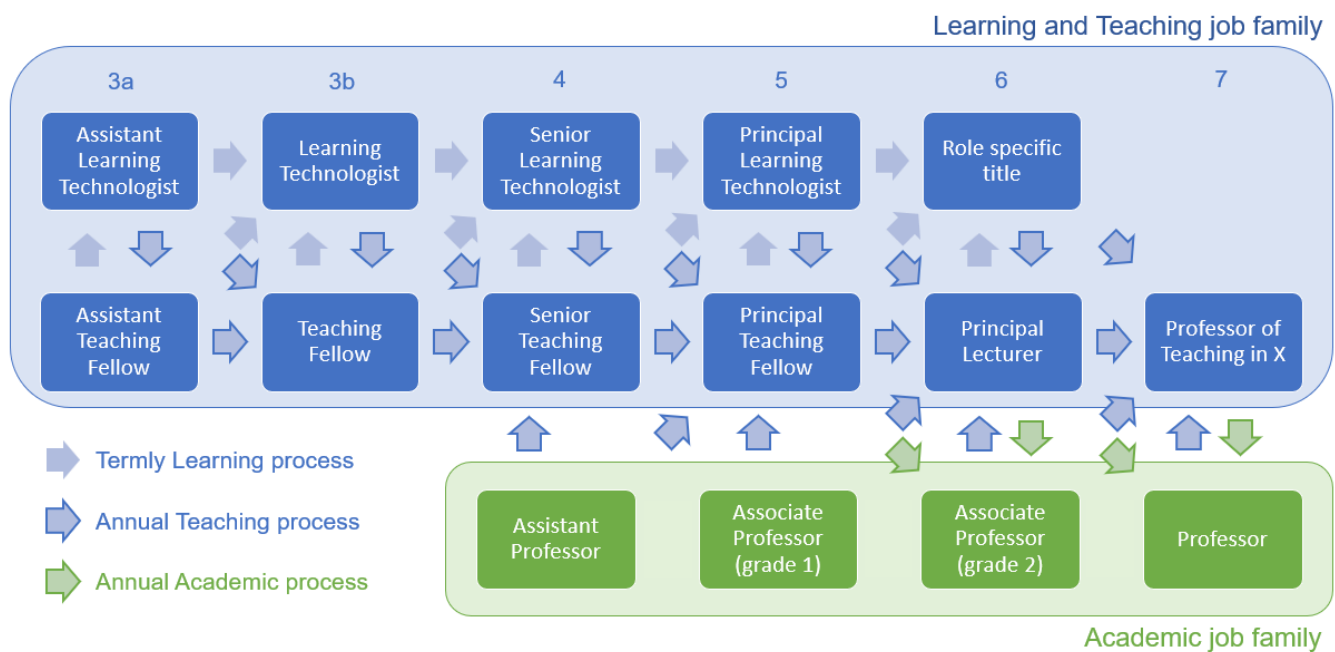 Learning and Teaching job family
3a
3b
4
5
6
7
Assistant
Learning
Technologist
Learning
Technologist
Senior
Learning
Technologist
Principal
Learning
Technologist
Role specific
title
Assistant
Teaching
Fellow
Teaching
Fellow
Senior
Teaching
Fellow
Principal
Teaching
Fellow
Principal
Lecturer
Professor of
Teaching in X
Termly Learning process
Annual Teaching process
Annual Academic process
Assistant
Professor
Associate
Professor
(grade 1)
Associate
Professor
(grade 2)
Professor
Academic job family